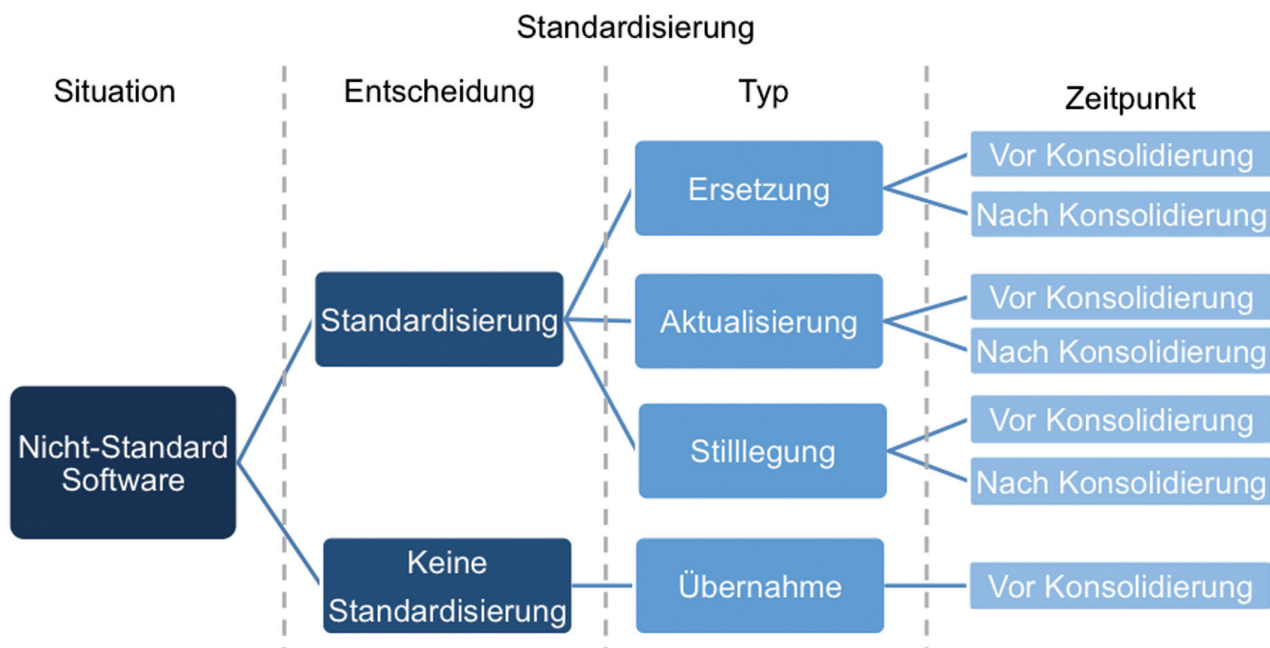 Standardisierung
Situation
Entscheidung
Typ
Zeitpunkt
Nicht-Standard
Software
Standardisierung
Keine
Standardisierung
Ersetzung
Aktualisierung
Stilllegung
Übernahme
Vor Konsolidierung
Nach Konsolidierung
Vor Konsolidierung
Nach Konsolidierung
Vor Konsolidierung
Nach Konsolidierung
Vor Konsolidierung